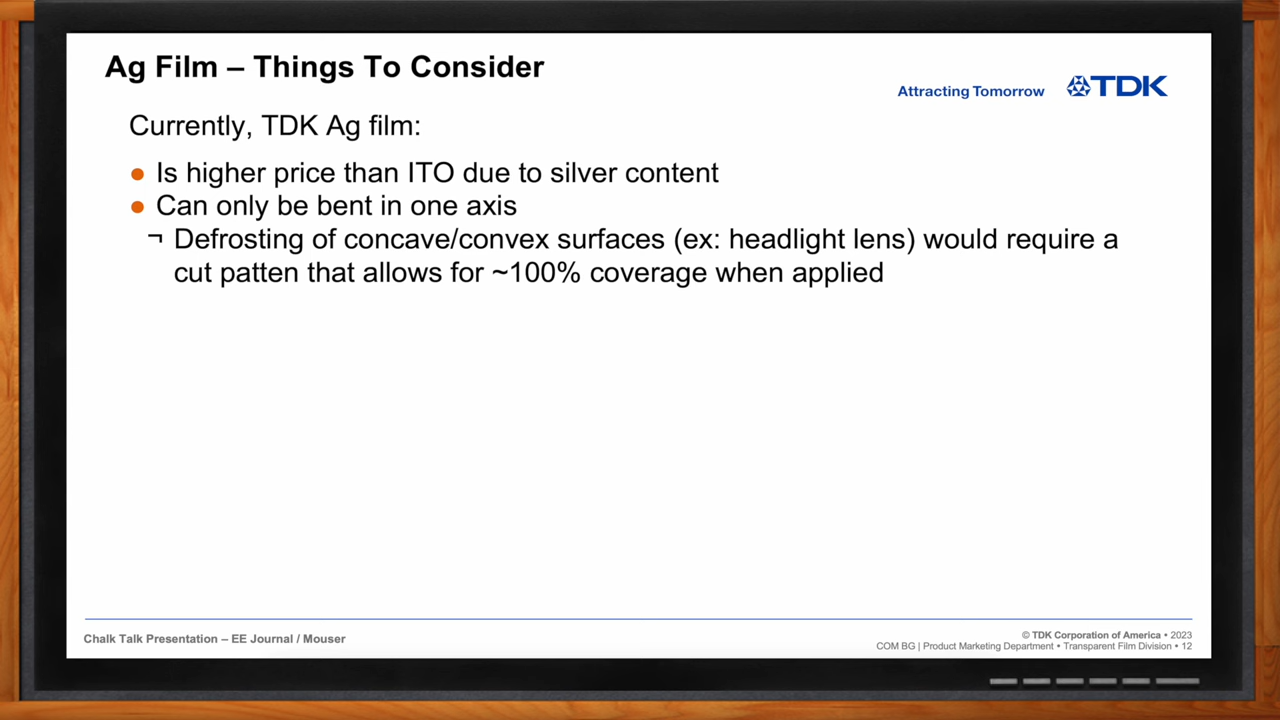 Ag Film – Things To Consider
Attracting Tomorrow
TDK
Currently, TDK Ag film:
● Is higher price than ITO due to silver content
● Can only be bent in one axis
¬ Defrosting of concave/convex surfaces (ex: headlight lens) would require a
cut patten that allows for ~100% coverage when applied
Chalk Talk Presentation – EE Journal / Mouser
© TDK Corporation of America • 2023
COM BG | Product Marketing Department • Transparent Film Division • 12